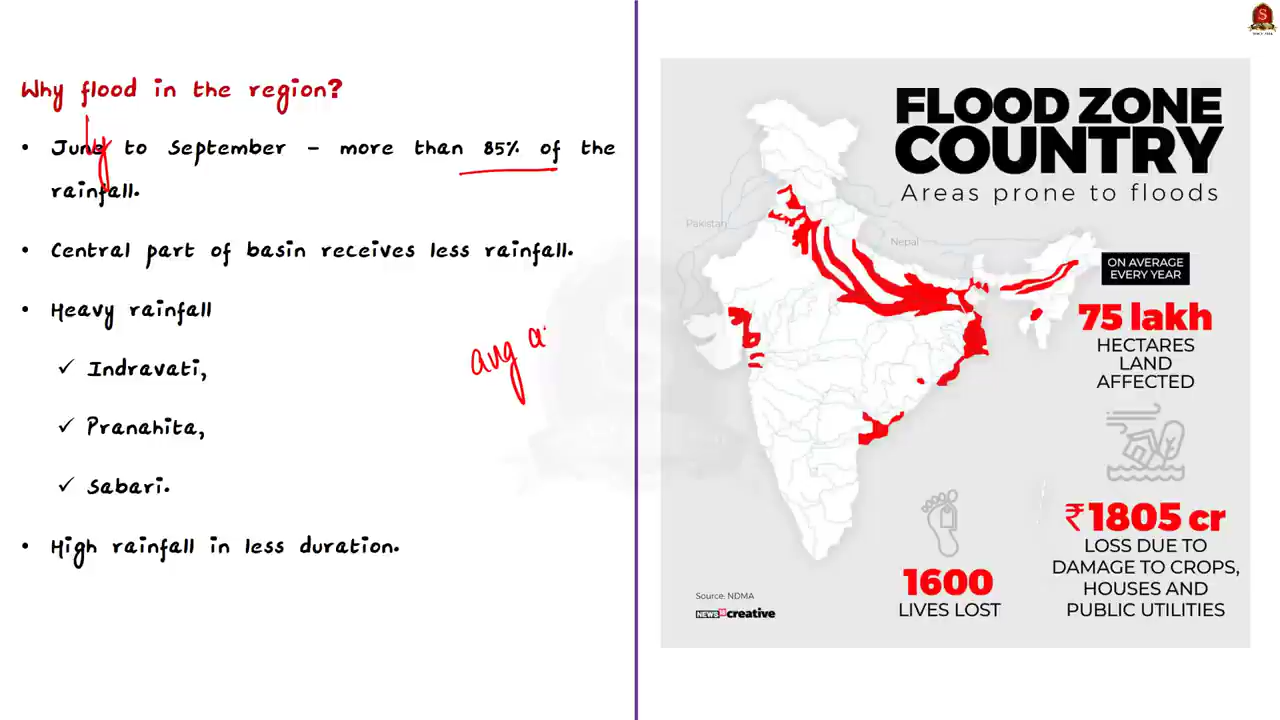 Why flood in the region?
• June to September – more than 85% of the
rainfall.
ly
• Central part of basin receives less rainfall.
• Heavy rainfall
✓ Indravati,
✓ Pranahita,
✓ Sabari.
• High rainfall in less duration.
avg
FLOOD ZONE
COUNTRY
Areas prone to floods
Pakistan
Nepal
ON AVERAGE
EVERY YEAR
75 lakh
HECTARES
LAND
AFFECTED
₹1805 cr
LOSS DUE TO
DAMAGE TO CROPS,
HOUSES AND
PUBLIC UTILITIES
1600
LIVES LOST
Source: NDMA
NEWS18 creative
S